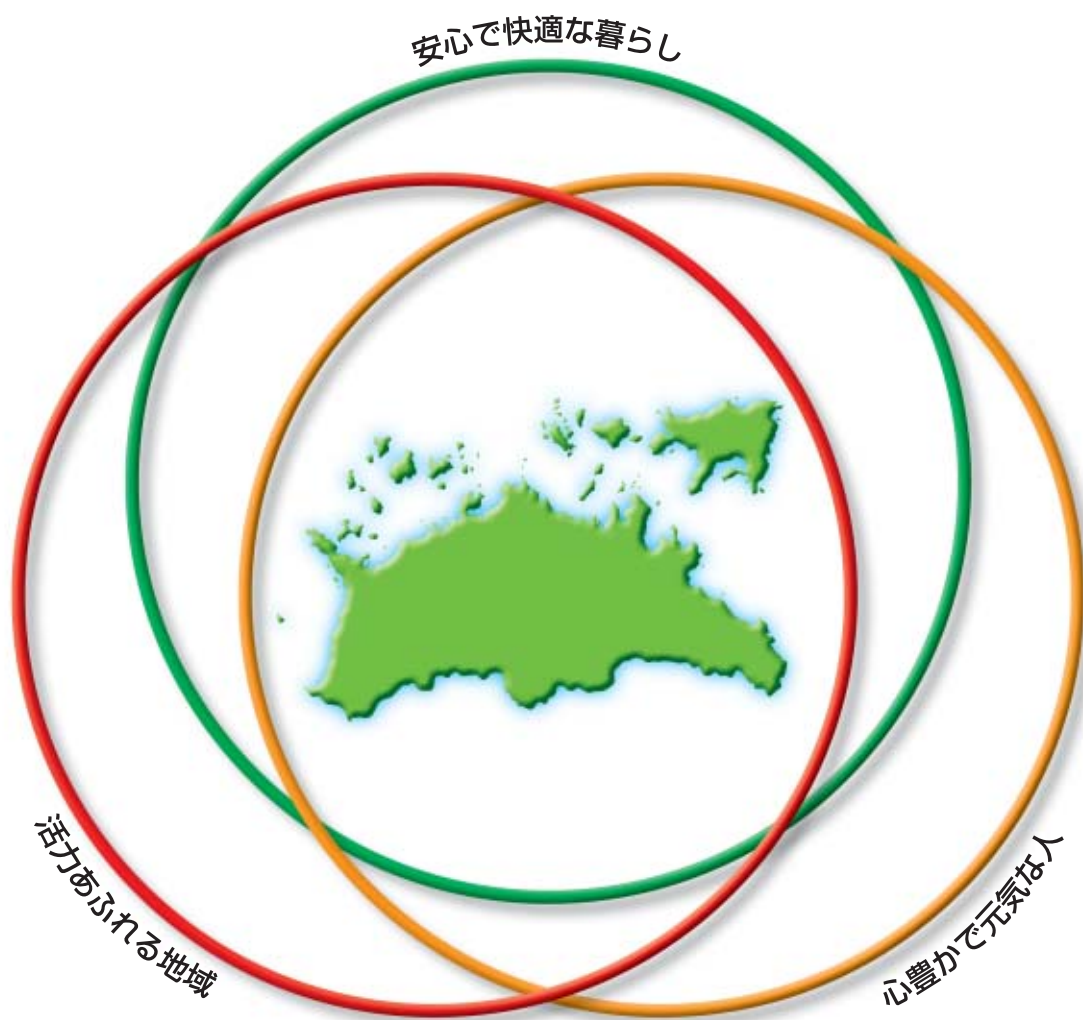 安心で快適な暮らし
活力あふれる地域
心豊かで元気な人